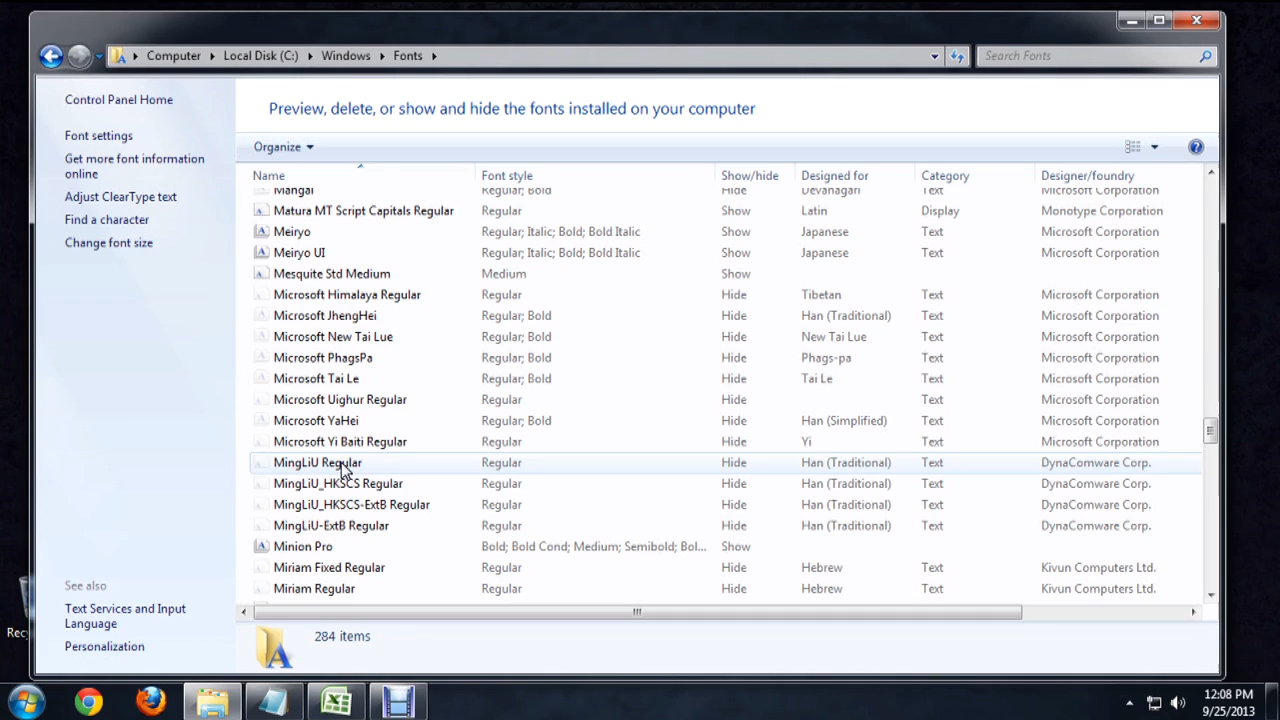 Computer Local Disk (C:) Windows Fonts Search Fonts
Control Panel Home
Font settings
Get more font information
online
Adjust ClearType text
Find a character
Change font size
See also
Text Services and Input
Language
Personalization
Preview, delete, or show and hide the fonts installed on your computer
Organize
Name Font style Show/hide Designed for Category Designer/foundry
Mangal Regular; Bold Hide Devanagari Text Microsoft Corporation
Matura MT Script Capitals Regular Regular Show Latin Display Monotype Corporation
Meiryo Regular; Italic; Bold; Bold Italic Show Japanese Text Microsoft Corporation
Meiryo UI Regular; Italic; Bold; Bold Italic Show Japanese Text Microsoft Corporation
Mesquite Std Medium Medium Show
Microsoft Himalaya Regular Regular Hide Tibetan Text Microsoft Corporation
Microsoft JhengHei Regular; Bold Hide Han (Traditional) Text Microsoft Corporation
Microsoft New Tai Lue Regular; Bold Hide New Tai Lue Text Microsoft Corporation
Microsoft PhagsPa Regular; Bold Hide Phags-pa Text Microsoft Corporation
Microsoft Tai Le Regular; Bold Hide Tai Le Text Microsoft Corporation
Microsoft Uighur Regular Regular Hide Text Microsoft Corporation
Microsoft YaHei Regular; Bold Hide Han (Simplified) Text Microsoft Corporation
Microsoft Yi Baiti Regular Regular Hide Yi Text Microsoft Corporation
MingLiU Regular Regular Hide Han (Traditional) Text DynaComware Corp.
MingLiU_HKSCS Regular Regular Hide Han (Traditional) Text DynaComware Corp.
MingLiU_HKSCS-ExtB Regular Regular Hide Han (Traditional) Text DynaComware Corp.
MingLiU-ExtB Regular Regular Hide Han (Traditional) Text DynaComware Corp.
Minion Pro Bold; Bold Cond; Medium; Semibold; Bol... Show
Miriam Fixed Regular Regular Hide Hebrew Text Kivun Computers Ltd.
Miriam Regular Regular Hide Hebrew Text Kivun Computers Ltd.
284 items
Recy
12:08 PM
9/25/2013